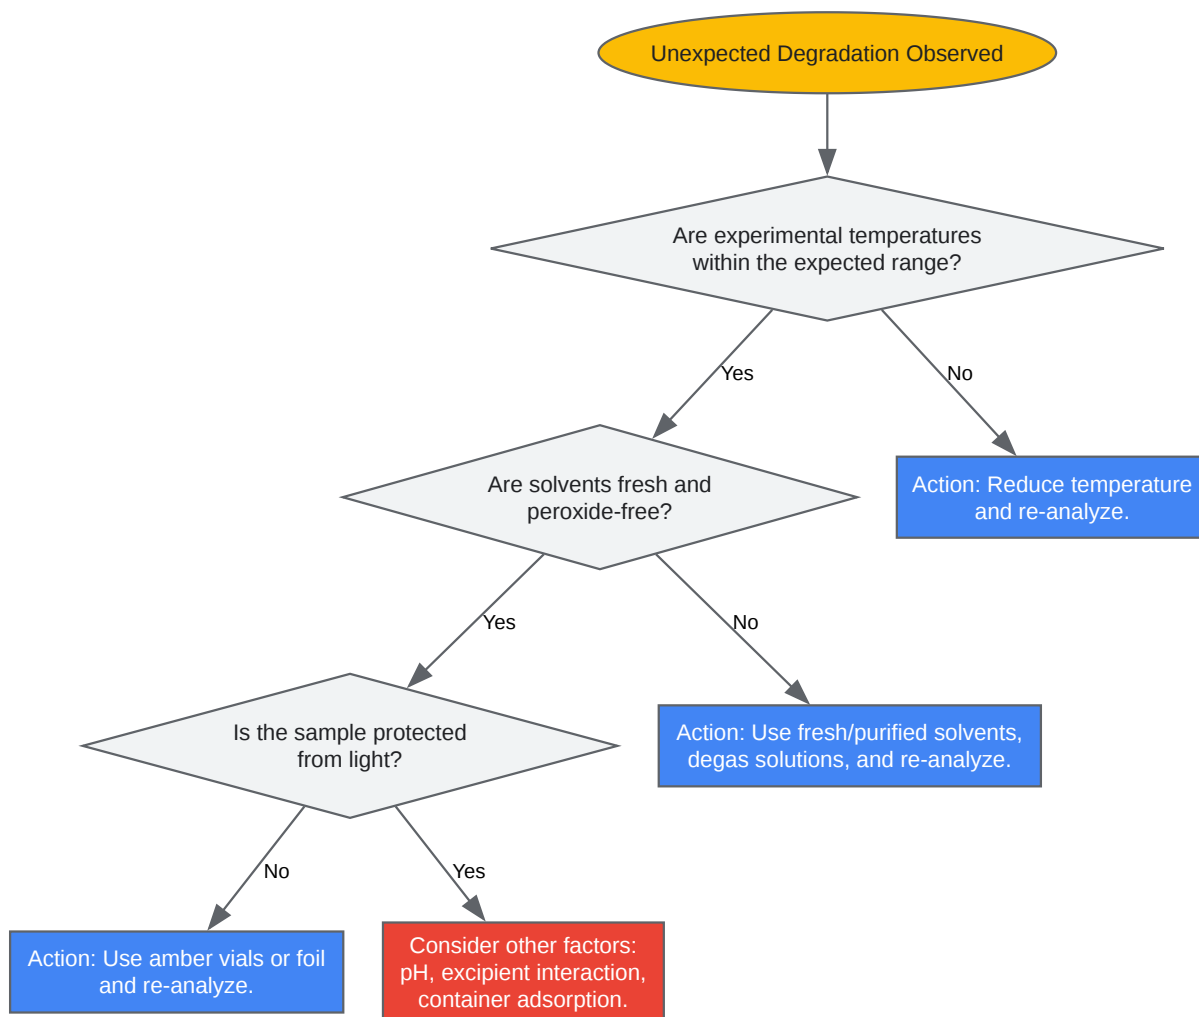 Unexpected Degradation Observed
Are experimental temperatures
within the expected range?
Yes
No
Are solvents fresh and
peroxide-free?
Action: Reduce temperature
and re-analyze.
Yes
No
Is the sample protected
from light?
Action: Use fresh/purified solvents,
degas solutions, and re-analyze.
No
Yes
Action: Use amber vials or foil
and re-analyze.
Consider other factors:
pH, excipient interaction,
container adsorption.